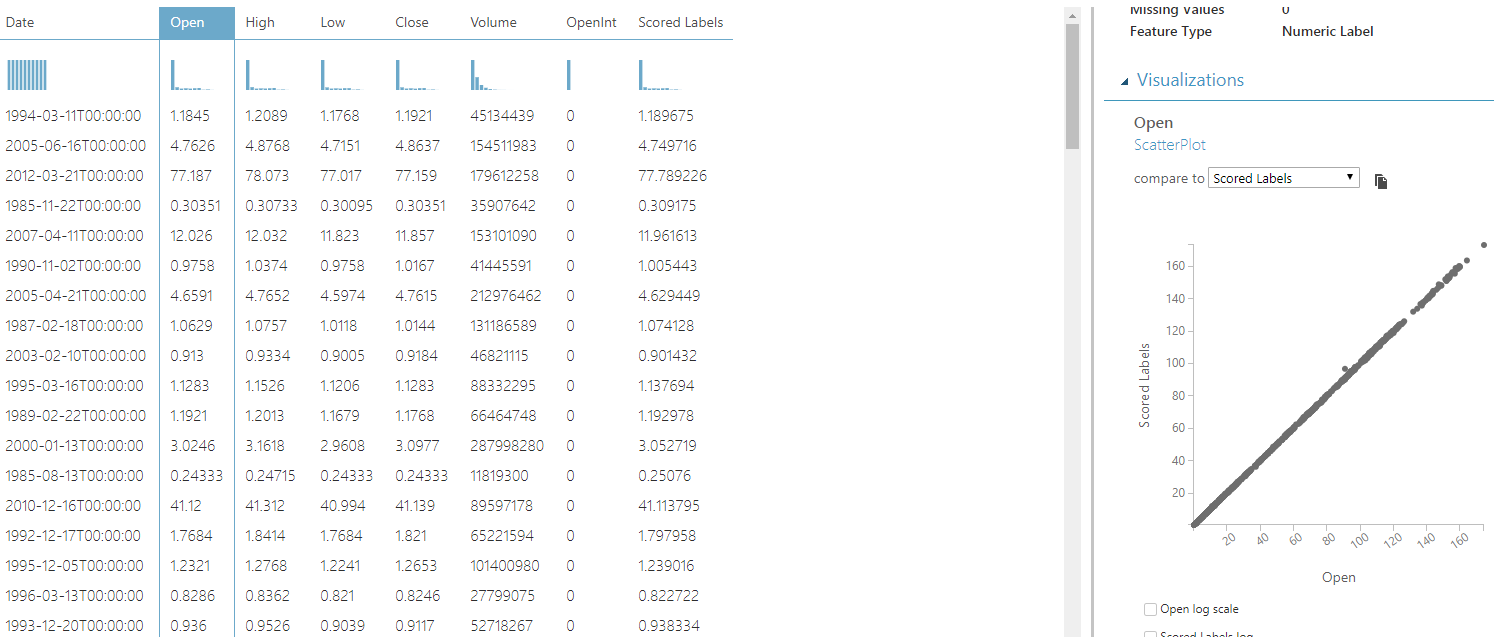 Date Open High Low Close Volume OpenInt Scored Labels
1994-03-11T00:00:00 1.1845 1.2089 1.1768 1.1921 45134439 0 1.189675
2005-06-16T00:00:00 4.7626 4.8768 4.7151 4.8637 154511983 0 4.749716
2012-03-21T00:00:00 77.187 78.073 77.017 77.159 179612258 0 77.789226
1985-11-22T00:00:00 0.30351 0.30733 0.30095 0.30351 35907642 0 0.309175
2007-04-11T00:00:00 12.026 12.032 11.823 11.857 153101090 0 11.961613
1990-11-02T00:00:00 0.9758 1.0374 0.9758 1.0167 41445591 0 1.005443
2005-04-21T00:00:00 4.6591 4.7652 4.5974 4.7615 212976462 0 4.629449
1987-02-18T00:00:00 1.0629 1.0757 1.0118 1.0144 131186589 0 1.074128
2003-02-10T00:00:00 0.913 0.9334 0.9005 0.9184 46821115 0 0.901432
1995-03-16T00:00:00 1.1283 1.1526 1.1206 1.1283 88332295 0 1.137694
1989-02-22T00:00:00 1.1921 1.2013 1.1679 1.1768 66464748 0 1.192978
2000-01-13T00:00:00 3.0246 3.1618 2.9608 3.0977 287998280 0 3.052719
1985-08-13T00:00:00 0.24333 0.24715 0.24333 0.24333 11819300 0 0.25076
2010-12-16T00:00:00 41.12 41.312 40.994 41.139 89597178 0 41.113795
1992-12-17T00:00:00 1.7684 1.8414 1.7684 1.821 65221594 0 1.797958
1995-12-05T00:00:00 1.2321 1.2768 1.2241 1.2653 101400980 0 1.239016
1996-03-13T00:00:00 0.8286 0.8362 0.821 0.8246 27799075 0 0.822722
1993-12-20T00:00:00 0.936 0.9526 0.9039 0.9117 52718267 0 0.938334
Missing Values 0
Feature Type Numeric Label
Visualizations
Open
ScatterPlot
compare to Scored Labels
160
140
120
100
80
60
40
20
Scored Labels
20 40 60 80 100 120 140 160
Open
Open log scale
Scored Labels log